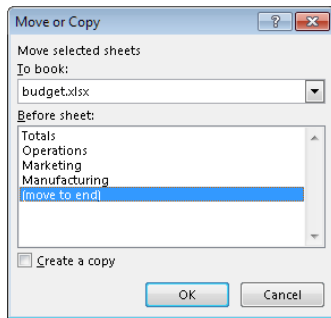 Move or Copy
Move selected sheets
To book:
budget.xlsx
Before sheet:
Totals
Operations
Marketing
Manufacturing
(move to end)
Create a copy
OK Cancel